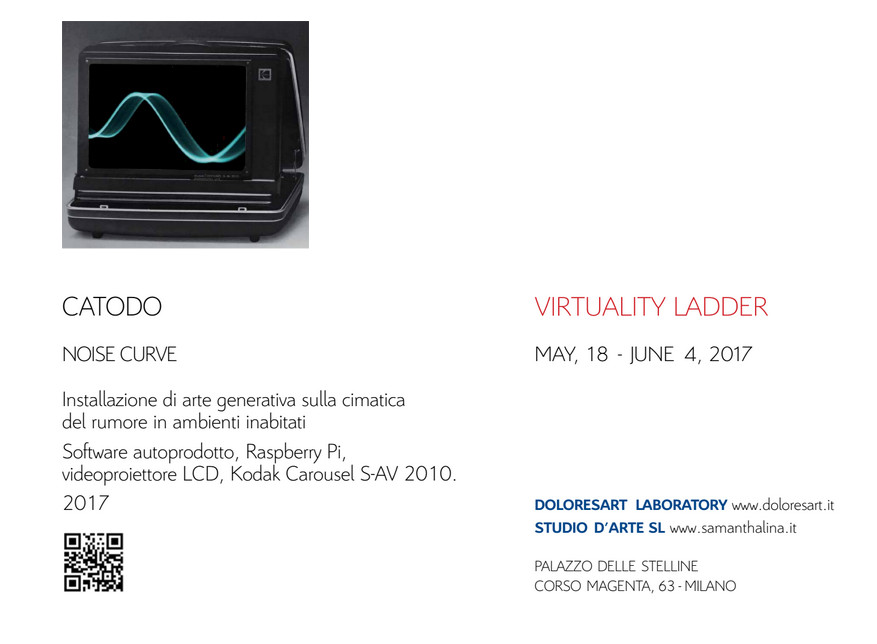 CATODO
NOISE CURVE
Installazione di arte generativa sulla cimatica
del rumore in ambienti inabitati
Software autoprodotto, Raspberry Pi,
videoproiettore LCD, Kodak Carousel S-AV 2010.
2017
VIRTUALITY LADDER
MAY, 18 - JUNE 4, 2017
DOLORESART LABORATORY www.doloresart.it
STUDIO D'ARTE SL www.samanthalina.it
PALAZZO DELLE STELLINE
CORSO MAGENTA, 63 - MILANO